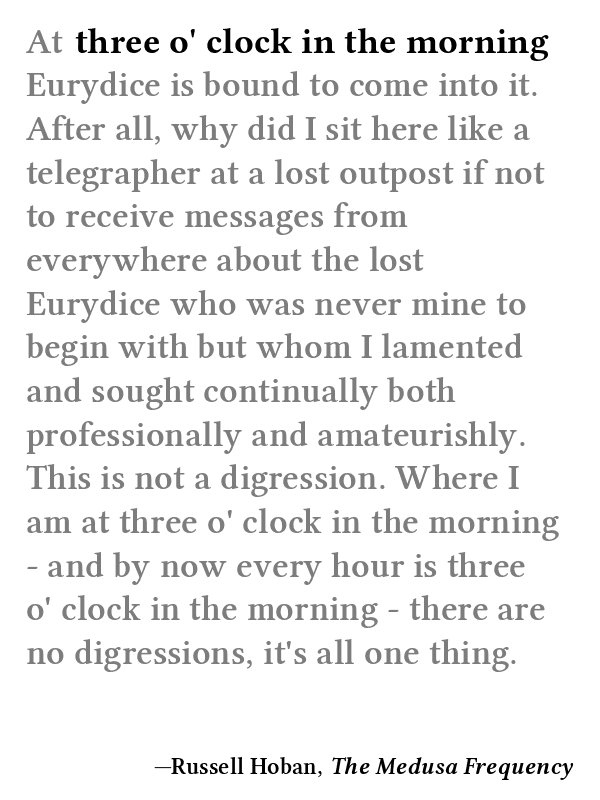 At three o' clock in the morning
Eurydice is bound to come into it.
After all, why did I sit here like a
telegrapher at a lost outpost if not
to receive messages from
everywhere about the lost
Eurydice who was never mine to
begin with but whom I lamented
and sought continually both
professionally and amateurishly.
This is not a digression. Where I
am at three o' clock in the morning
- and by now every hour is three
o' clock in the morning - there are
no digressions, it's all one thing.
—Russell Hoban, The Medusa Frequency